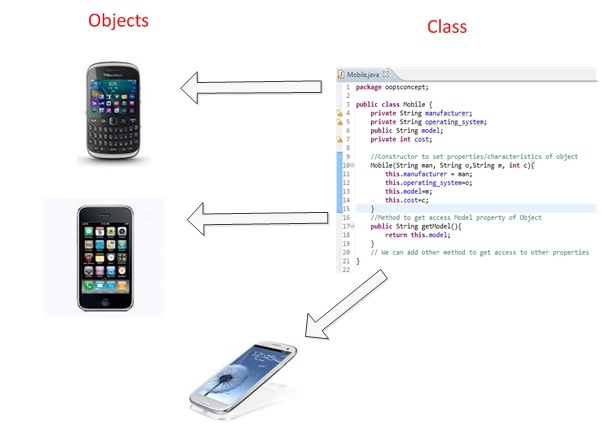 Objects
Class
Mobile.java
1 package oopsconcept;
2
3 public class Mobile {
4 private String manufacturer;
5 private String operating_system;
6 public String model;
7 private int cost;
8
9 //Constructor to set properties/characteristics of object
10 Mobile(String man, String o,String m, int c){
11 this.manufacturer = man;
12 this.operating_system=o;
13 this.model=m;
14 this.cost=c;
15 }
16 //Method to get access Model property of Object
17 public String getModel(){
18 return this.model;
19 }
20 // We can add other method to get access to other properties
21 }
22
12:45